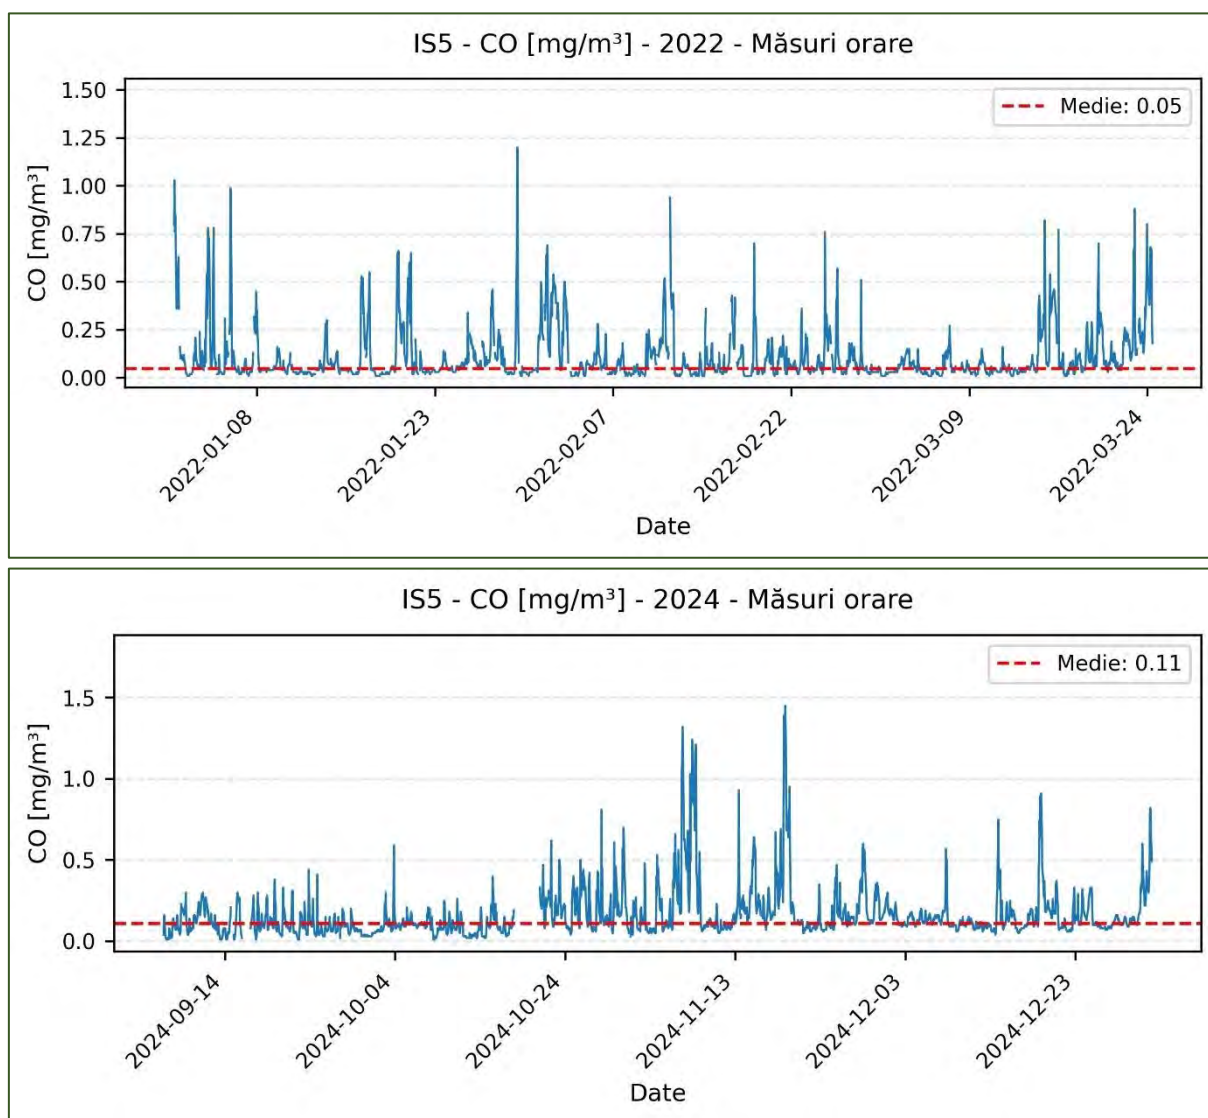 IS5 - CO [mg/m³] - 2022 - Măsuri orare
Medie: 0.05
CO [mg/m³]
1.50
1.25
1.00
0.75
0.50
0.25
0.00
2022-01-08
2022-01-23
2022-02-07
2022-02-22
2022-03-09
2022-03-24
Date
IS5 - CO [mg/m³] - 2024 - Măsuri orare
Medie: 0.11
CO [mg/m³]
1.5
1.0
0.5
0.0
2024-09-14
2024-10-04
2024-10-24
2024-11-13
2024-12-03
2024-12-23
Date